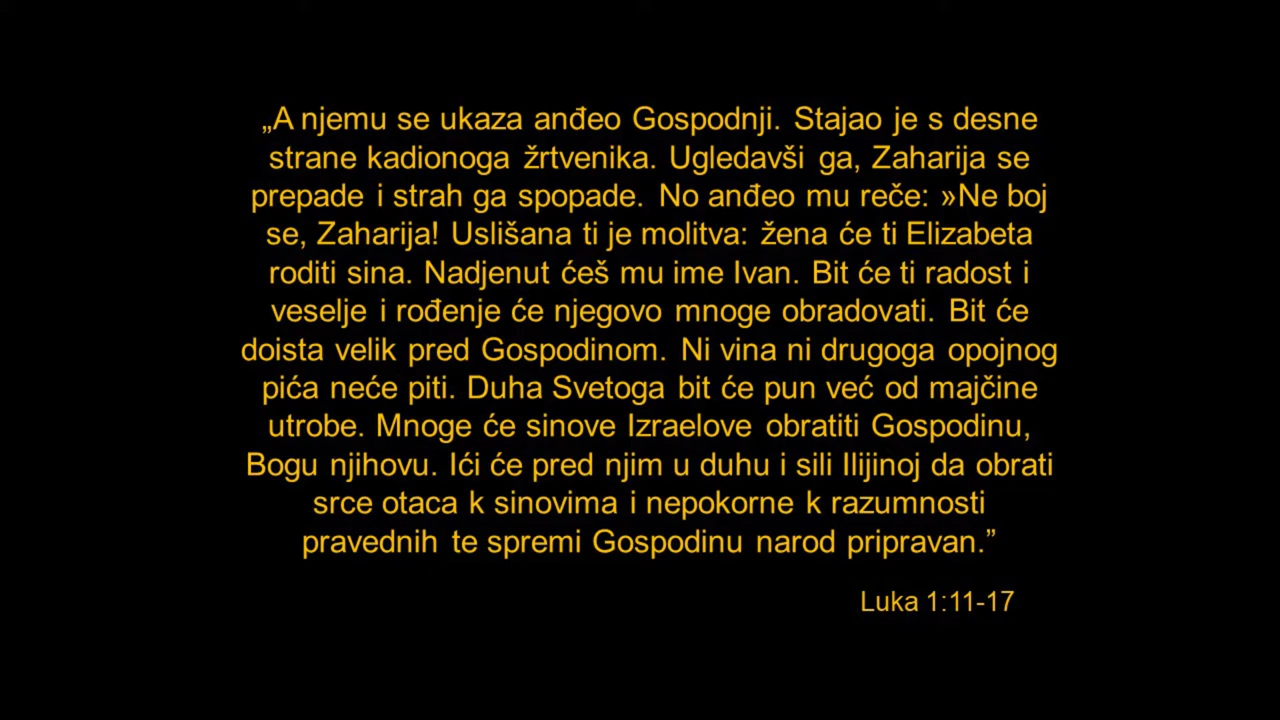 „A njemu se ukaza anđeo Gospodnji. Stajao je s desne
strane kadionoga žrtvenika. Ugledavši ga, Zaharija se
prepade i strah ga spopade. No anđeo mu reče: »Ne boj
se, Zaharija! Uslišana ti je molitva: žena će ti Elizabeta
roditi sina. Nadjenut ćeš mu ime Ivan. Bit će ti radost i
veselje i rođenje će njegovo mnoge obradovati. Bit će
doista velik pred Gospodinom. Ni vina ni drugoga opojnog
pića neće piti. Duha Svetoga bit će pun već od majčine
utrobe. Mnoge će sinove Izraelove obratiti Gospodinu,
Bogu njihovu. Ići će pred njim u duhu i sili Ilijinoj da obrati
srce otaca k sinovima i nepokorne k razumnosti
pravednih te spremi Gospodinu narod pripravan.”
Luka 1:11-17